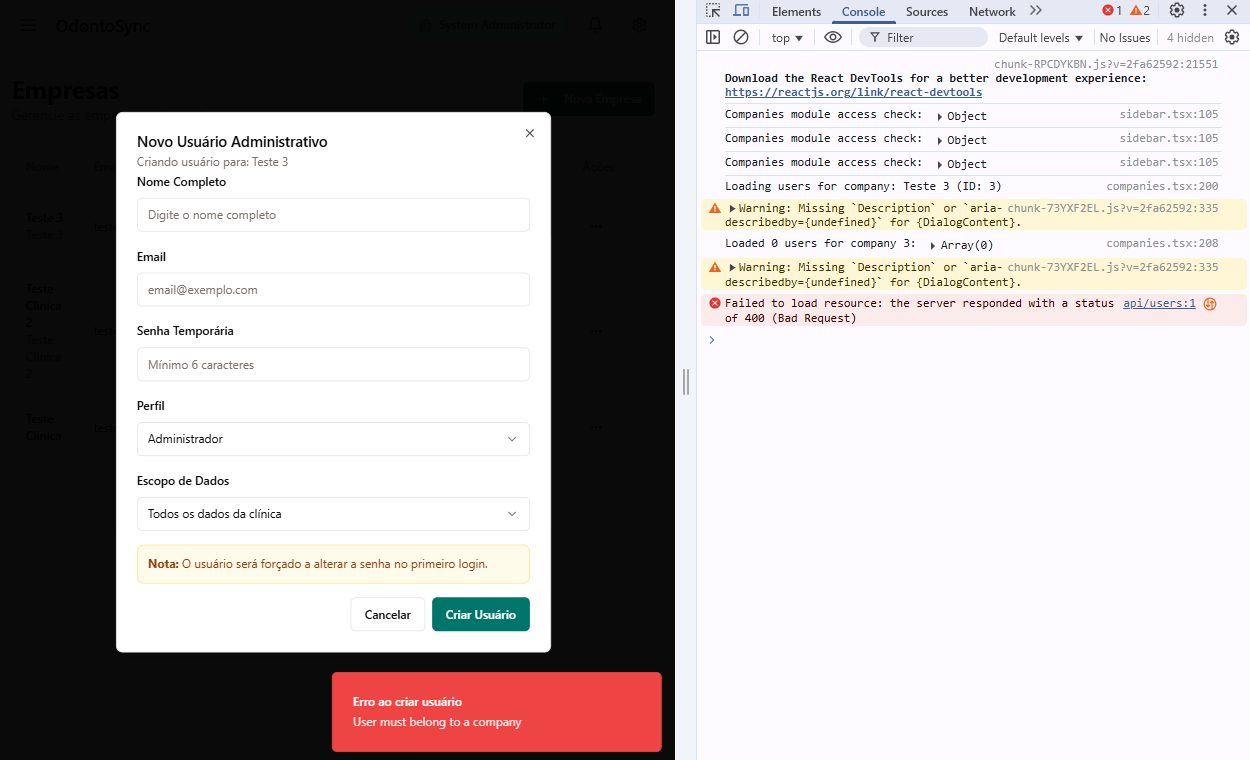 OdontoSync
System Administrator
Empresas
Nova Empresa
Teste 3
Teste
Clinica
2
Teste
Clinica
2
Teste
Clinica
Novo Usuário Administrativo
Criando usuário para: Teste 3
Nome Completo
Digite o nome completo
Email
email@exemplo.com
Senha Temporária
Mínimo 6 caracteres
Perfil
Administrador
Escopo de Dados
Todos os dados da clínica
Nota: O usuário será forçado a alterar a senha no primeiro login.
Cancelar
Criar Usuário
Erro ao criar usuário
User must belong to a company
Elements Console Sources Network 1 2
top Filter Default levels No Issues 4 hidden
chunk-RPCDYKBN.js?v=2fa62592:21551
Download the React DevTools for a better development experience:
https://reactjs.org/link/react-devtools
Companies module access check: Object sidebar.tsx:105
Companies module access check: Object sidebar.tsx:105
Companies module access check: Object sidebar.tsx:105
Loading users for company: Teste 3 (ID: 3) companies.tsx:200
Warning: Missing `Description` or `aria- chunk-73YXF2EL.js?v=2fa62592:335
describedby={undefined}` for {DialogContent}.
Loaded 0 users for company 3: Array(0) companies.tsx:208
Warning: Missing `Description` or `aria- chunk-73YXF2EL.js?v=2fa62592:335
describedby={undefined}` for {DialogContent}.
Failed to load resource: the server responded with a status api/users:1
of 400 (Bad Request)